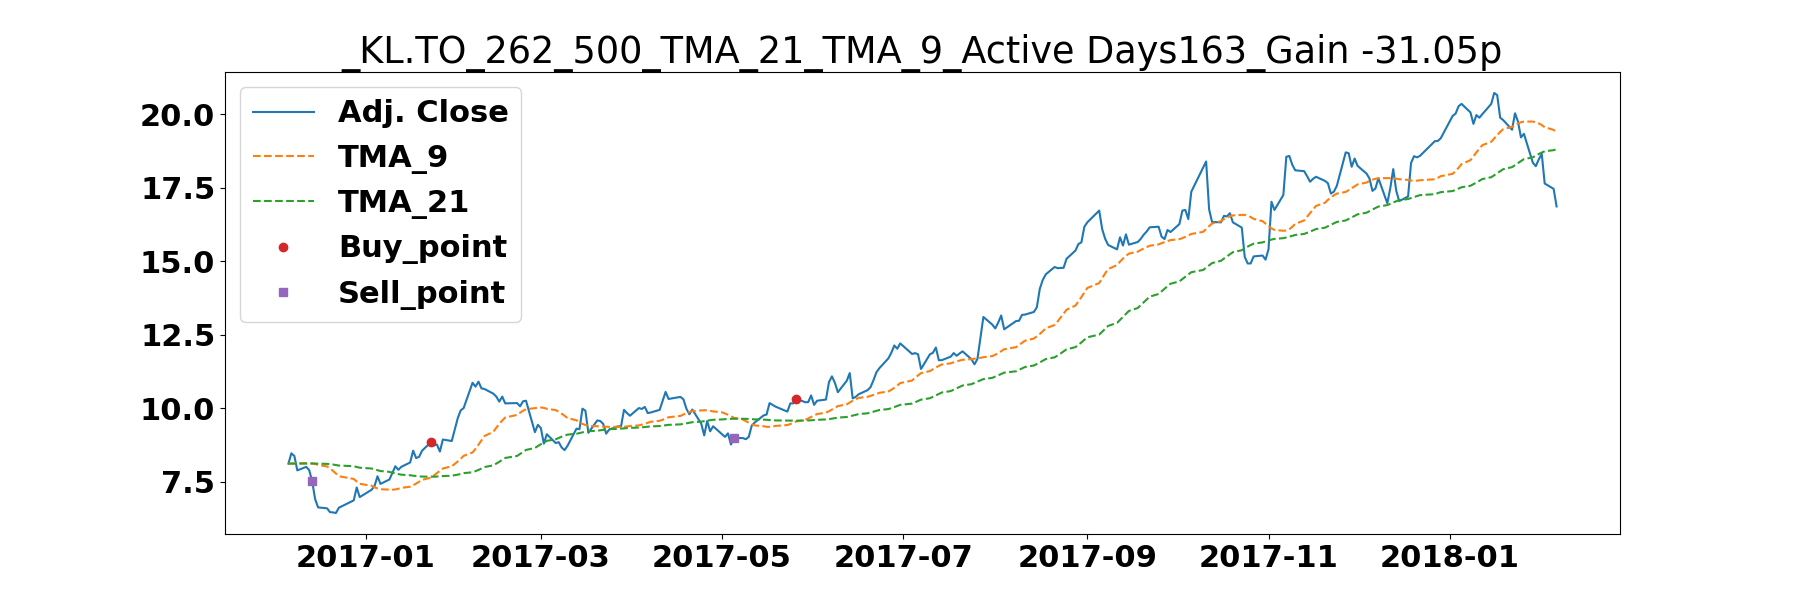 _KL.TO_262_500_TMA_21_TMA_9_Active Days163_Gain -31.05p
Adj. Close
TMA_9
TMA_21
Buy_point
Sell_point
20.0
17.5
15.0
12.5
10.0
7.5
2017-01 2017-03 2017-05 2017-07 2017-09 2017-11 2018-01